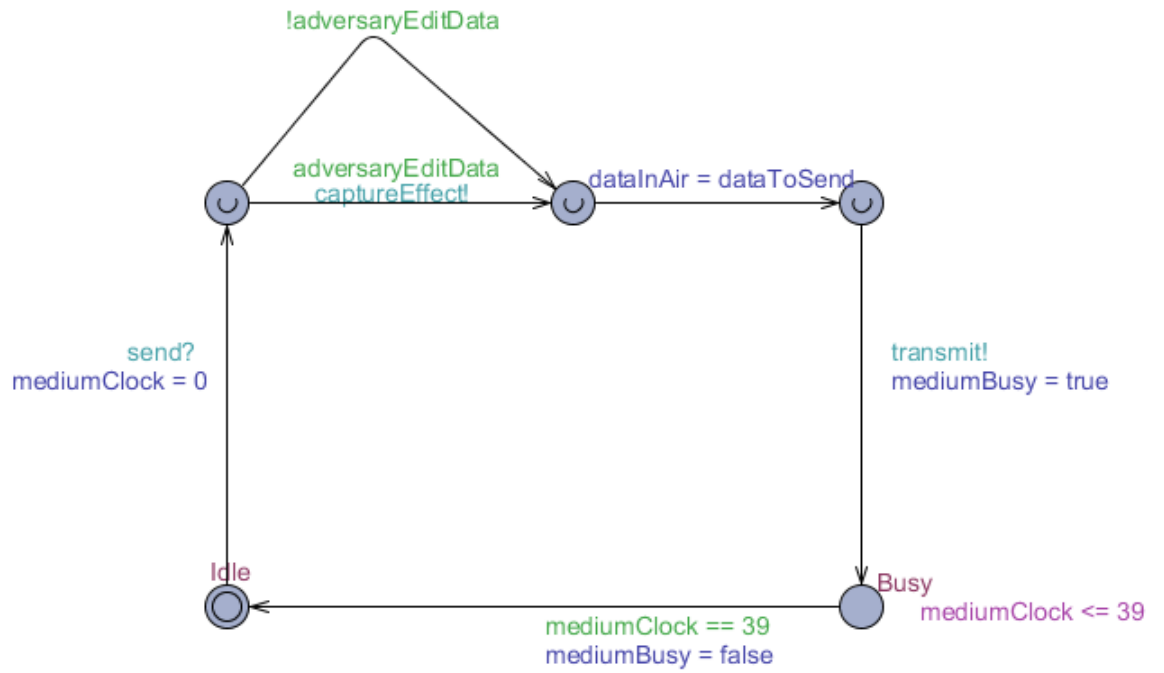 !adversaryEditData
adversaryEditData
captureEffect!
dataInAir = dataToSend
send?
mediumClock = 0
transmit!
mediumBusy = true
Idle
Busy
mediumClock <= 39
mediumClock == 39
mediumBusy = false